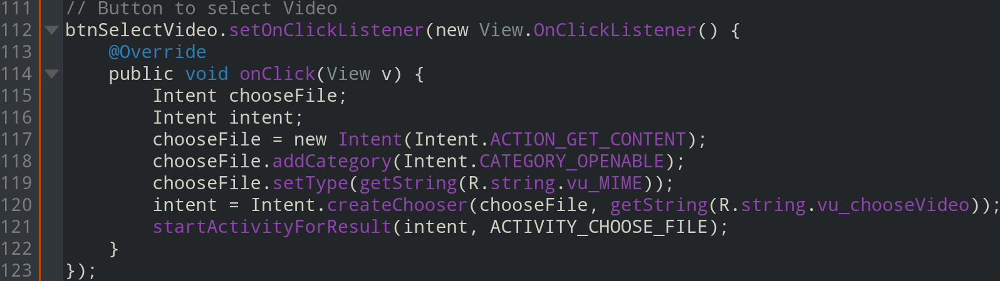 111 // Button to select Video
112 btnSelectVideo.setOnClickListener(new View.OnClickListener() {
113     @Override
114     public void onClick(View v) {
115         Intent chooseFile;
116         Intent intent;
117         chooseFile = new Intent(Intent.ACTION_GET_CONTENT);
118         chooseFile.addCategory(Intent.CATEGORY_OPENABLE);
119         chooseFile.setType(getString(R.string.vu_MIME));
120         intent = Intent.createChooser(chooseFile, getString(R.string.vu_chooseVideo));
121         startActivityForResult(intent, ACTIVITY_CHOOSE_FILE);
122     }
123 });